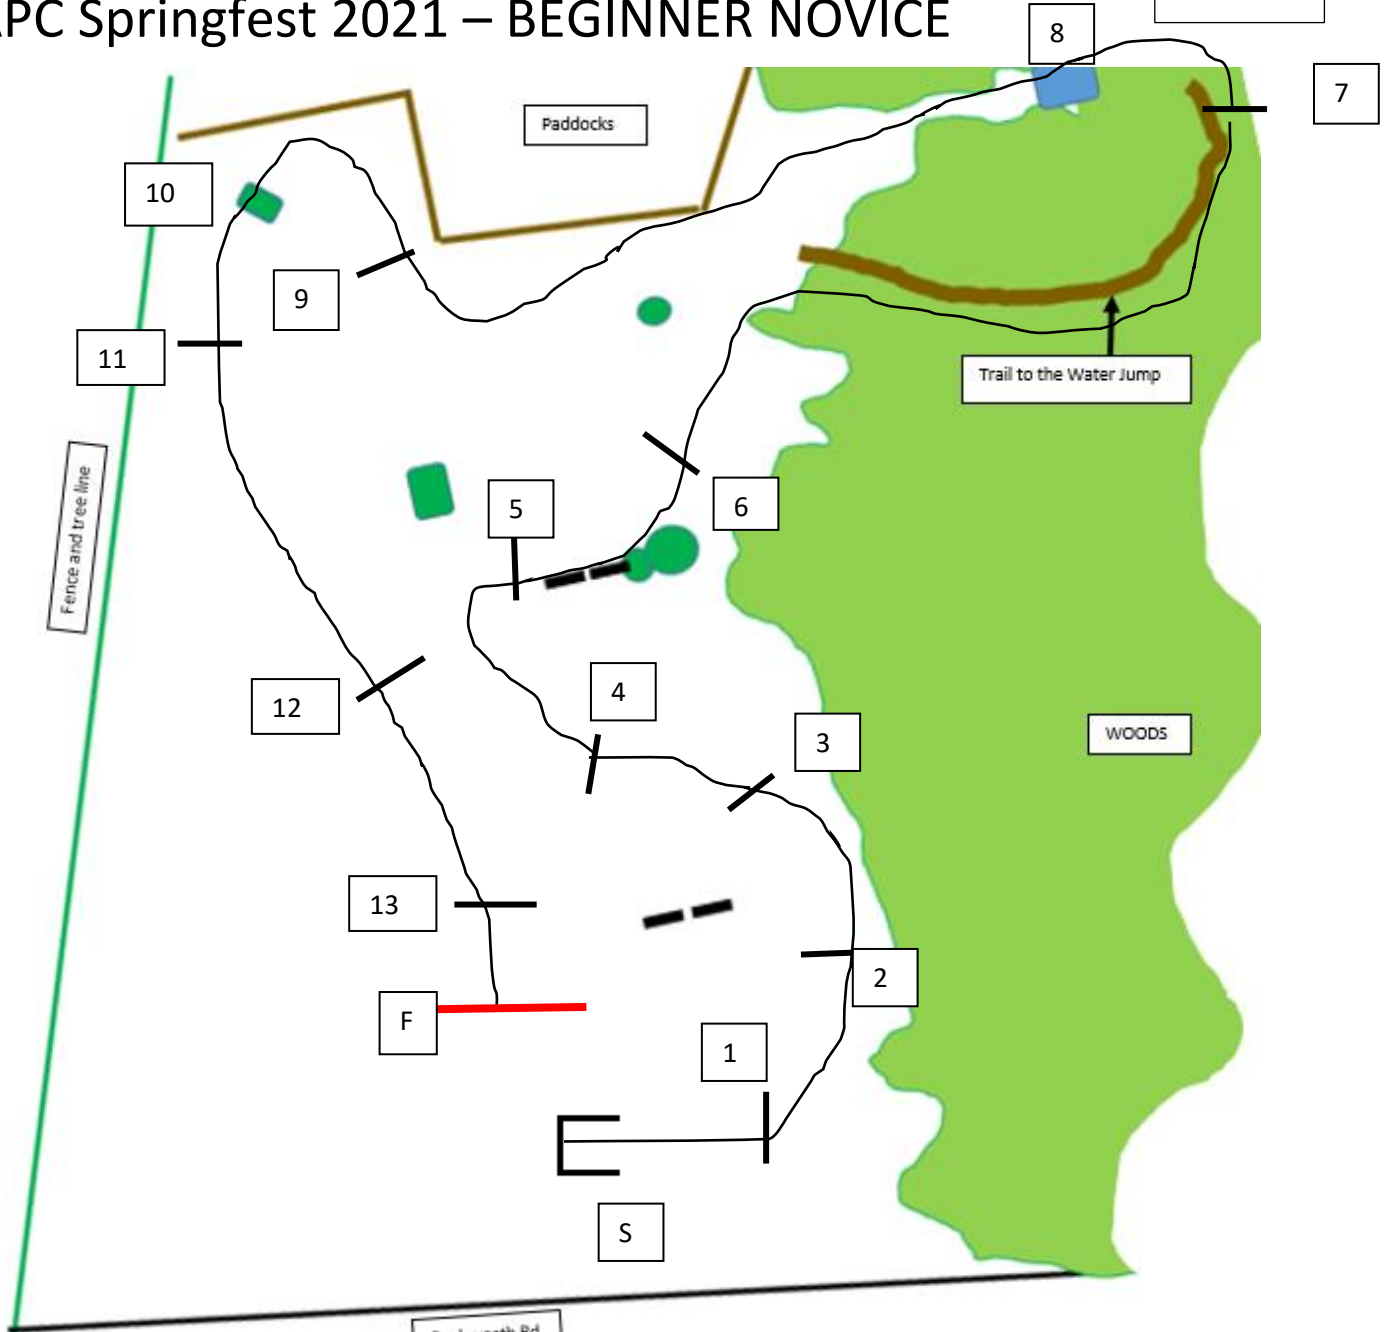 PC Springfest 2021 – BEGINNER NOVICE
8
7
Paddocks
10
9
11
Trail to the Water Jump
Fence and tree line
5
6
4
12
3
WOODS
13
2
F
1
S
Rd